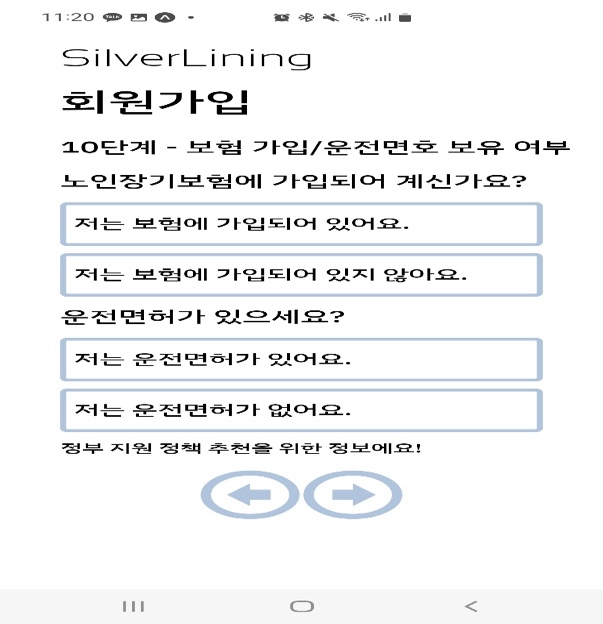 11:20
SilverLining
회원가입
10단계 - 보험 가입/운전면호 보유 여부
노인장기보험에 가입되어 계신가요?
저는 보험에 가입되어 있어요.
저는 보험에 가입되어 있지 않아요.
운전면허가 있으세요?
저는 운전면허가 있어요.
저는 운전면허가 없어요.
정부 지원 정책 추천을 위한 정보에요!